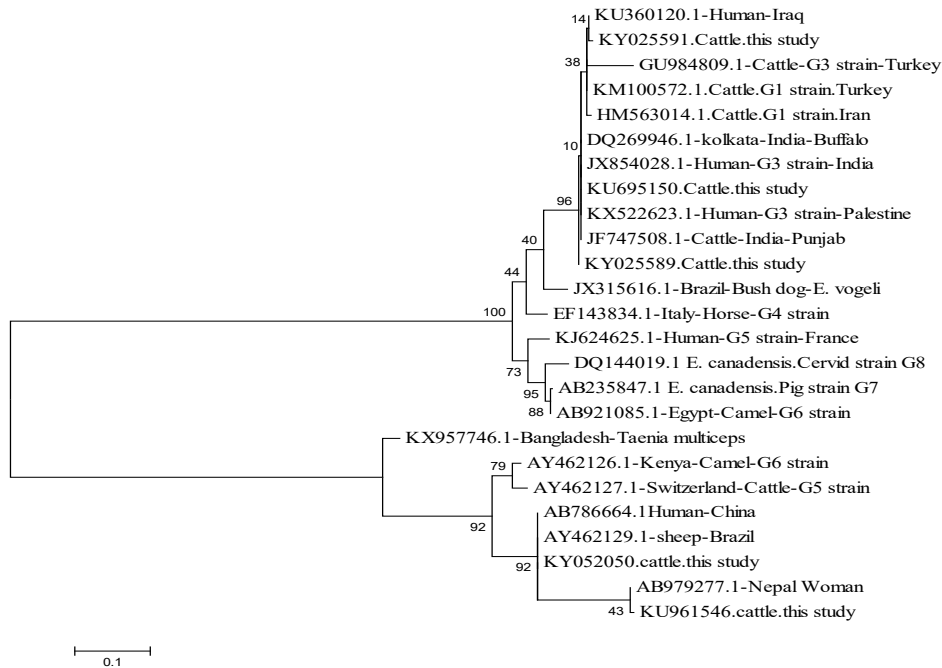 14
KU360120.1-Human-Iraq
KY025591.Cattle.this study
38
GU984809.1-Cattle-G3 strain-Turkey
KM100572.1.Cattle.G1 strain.Turkey
HM563014.1.Cattle.G1 strain.Iran
10
DQ269946.1-kolkata-India-Buffalo
JX854028.1-Human-G3 strain-India
KU695150.Cattle.this study
96
KX522623.1-Human-G3 strain-Palestine
JF747508.1-Cattle-India-Punjab
40
KY025589.Cattle.this study
44
JX315616.1-Brazil-Bush dog-E. vogeli
100
EF143834.1-Italy-Horse-G4 strain
KJ624625.1-Human-G5 strain-France
73
DQ144019.1 E. canadensis.Cervid strain G8
95
AB235847.1 E. canadensis.Pig strain G7
88
AB921085.1-Egypt-Camel-G6 strain
KX957746.1-Bangladesh-Taenia multiceps
79
AY462126.1-Kenya-Camel-G6 strain
AY462127.1-Switzerland-Cattle-G5 strain
92
AB786664.1Human-China
AY462129.1-sheep-Brazil
92
KY052050.cattle.this study
AB979277.1-Nepal Woman
43
KU961546.cattle.this study
0.1